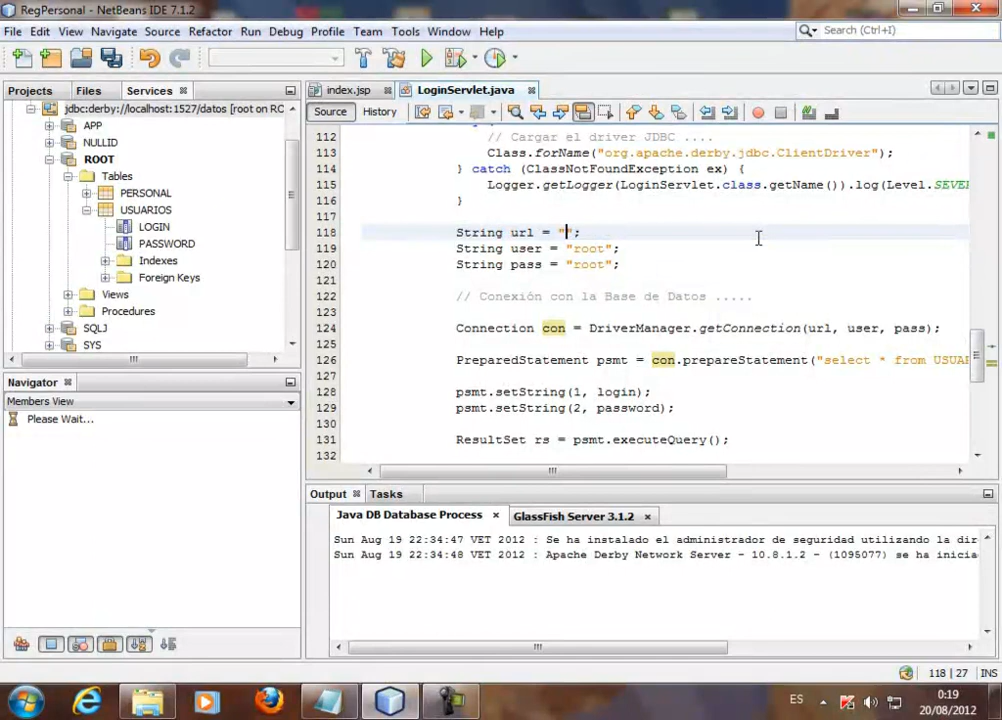 RegPersonal - NetBeans IDE 7.1.2
File Edit View Navigate Source Refactor Run Debug Profile Team Tools Window Help
Search (Ctrl+I)
Projects Files Services
index.jsp LoginServlet.java
Source History
jdbc:derby://localhost:1527/datos [root on RO
APP
NULLID
ROOT
Tables
PERSONAL
USUARIOS
LOGIN
PASSWORD
Indexes
Foreign Keys
Views
Procedures
SQLJ
SYS
Navigator
Members View
Please Wait...
112 // Cargar el driver JDBC ....
113 Class.forName("org.apache.derby.jdbc.ClientDriver");
114 } catch (ClassNotFoundException ex) {
115 Logger.getLogger(LoginServlet.class.getName()).log(Level.SEVER
116 }
117
118 String url = "";
119 String user = "root";
120 String pass = "root";
121
122 // Conexión con la Base de Datos .....
123
124 Connection con = DriverManager.getConnection(url, user, pass);
125
126 PreparedStatement psmt = con.prepareStatement("select * from USUAR
127
128 psmt.setString(1, login);
129 psmt.setString(2, password);
130
131 ResultSet rs = psmt.executeQuery();
132
Output Tasks
Java DB Database Process GlassFish Server 3.1.2
Sun Aug 19 22:34:47 VET 2012 : Se ha instalado el administrador de seguridad utilizando la dir
Sun Aug 19 22:34:48 VET 2012 : Apache Derby Network Server - 10.8.1.2 - (1095077) se ha inicia
118 | 27 INS
ES
0:19
20/08/2012